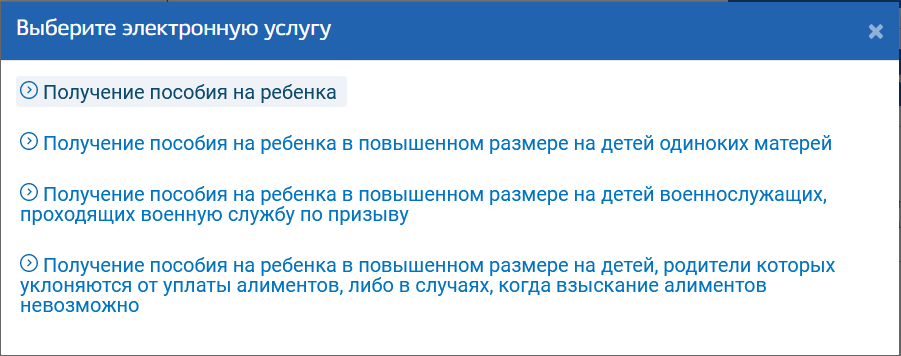 Выберите электронную услугу
Получение пособия на ребенка
Получение пособия на ребенка в повышенном размере на детей одиноких матерей
Получение пособия на ребенка в повышенном размере на детей военнослужащих,
проходящих военную службу по призыву
Получение пособия на ребенка в повышенном размере на детей, родители которых
уклоняются от уплаты алиментов, либо в случаях, когда взыскание алиментов
невозможно